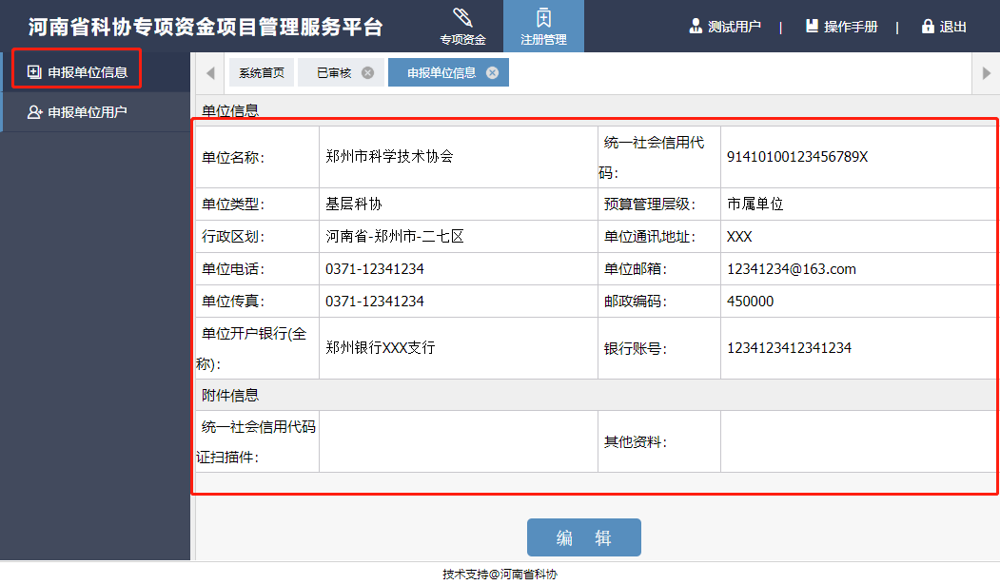 河南省科协专项资金项目管理服务平台
专项资金
注册管理
测试用户 | 操作手册 | 退出
申报单位信息
申报单位用户
系统首页 已审核 申报单位信息
单位信息
单位名称： 郑州市科学技术协会 统一社会信用代码： 91410100123456789X
单位类型： 基层科协 预算管理层级： 市属单位
行政区划： 河南省-郑州市-二七区 单位通讯地址： XXX
单位电话： 0371-12341234 单位邮箱： 12341234@163.com
单位传真： 0371-12341234 邮政编码： 450000
单位开户银行(全称)： 郑州银行XXX支行 银行账号： 1234123412341234
附件信息
统一社会信用代码证扫描件： 其他资料：
编 辑
技术支持@河南省科协